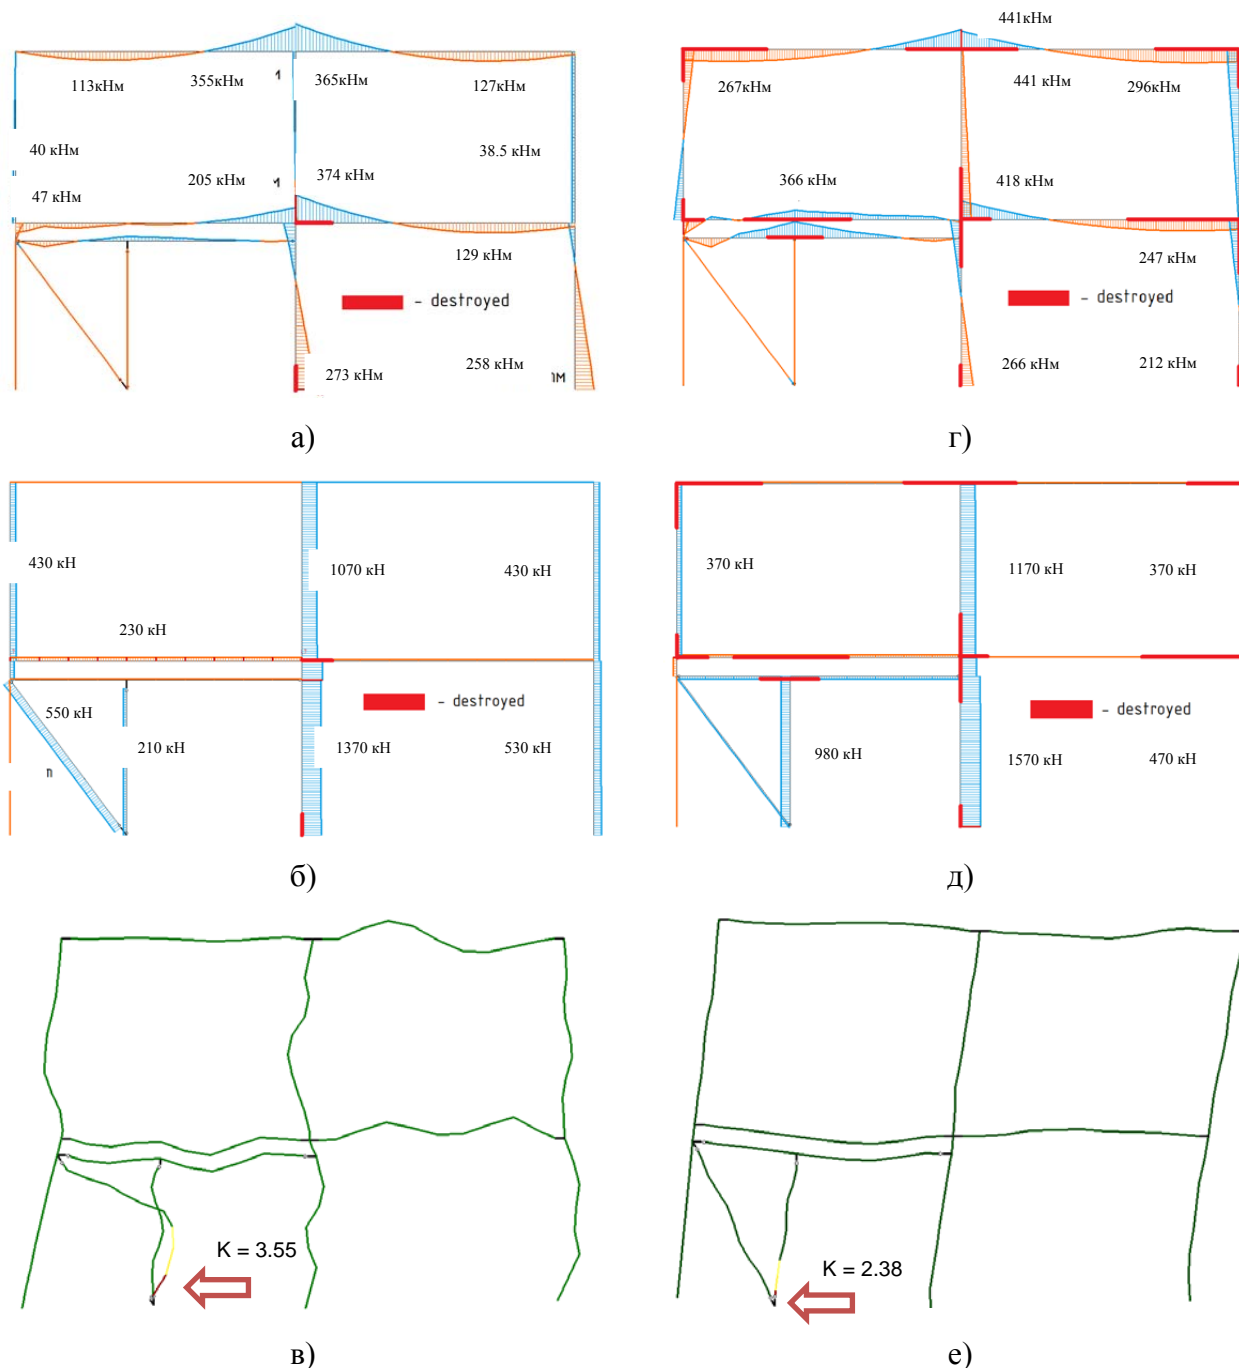 113кНм 355кНм 365кНм 127кНм
40 кНм 38.5 кНм
47 кНм 205 кНм 374 кНм
129 кНм
- destroyed
273 кНм 258 кНм
а)
441кНм
267кНм 441 кНм 296кНм
366 кНм 418 кНм
247 кНм
- destroyed
266 кНм 212 кНм
г)
430 кН 1070 кН 430 кН
230 кН
550 кН - destroyed
210 кН 1370 кН 530 кН
б)
370 кН 1170 кН 370 кН
- destroyed
980 кН 1570 кН 470 кН
д)
K = 3.55
в)
K = 2.38
е)